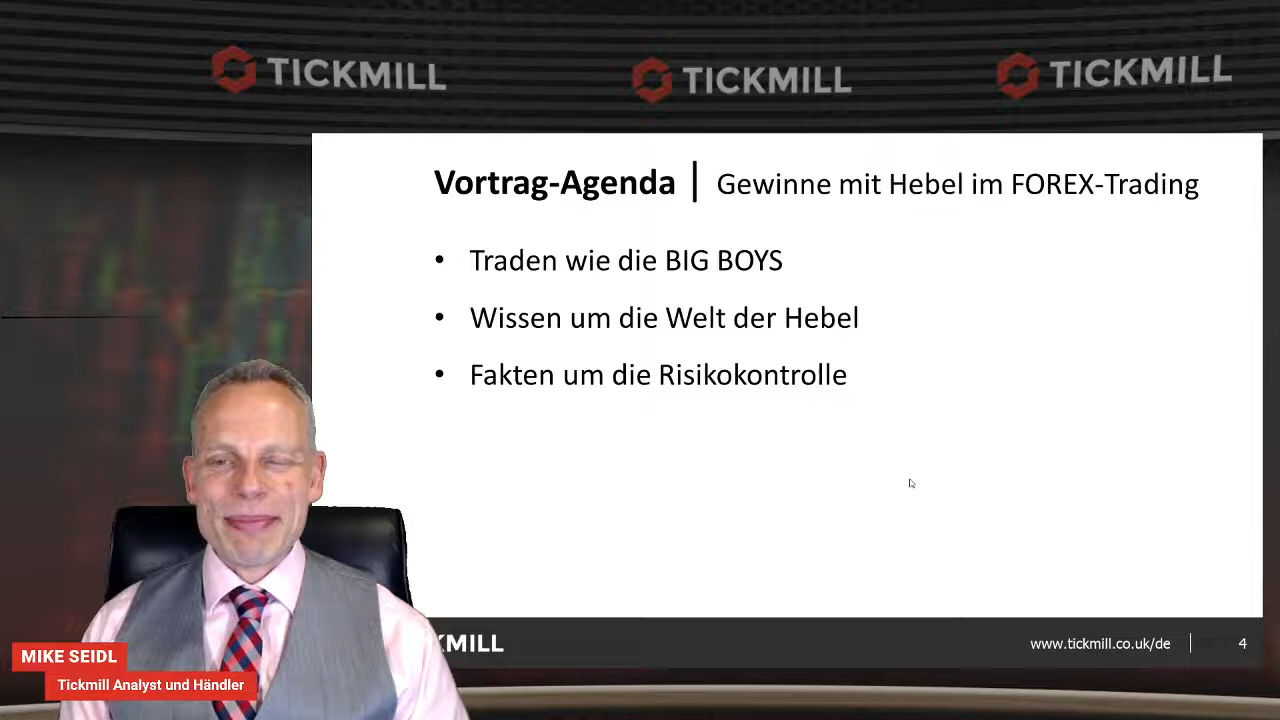 TICKMILL
TICKMILL
TICKMILL
Vortrag-Agenda | Gewinne mit Hebel im FOREX-Trading
• Traden wie die BIG BOYS
• Wissen um die Welt der Hebel
• Fakten um die Risikokontrolle
KMILL
www.tickmill.co.uk/de | 4
MIKE SEIDL
Tickmill Analyst und Händler